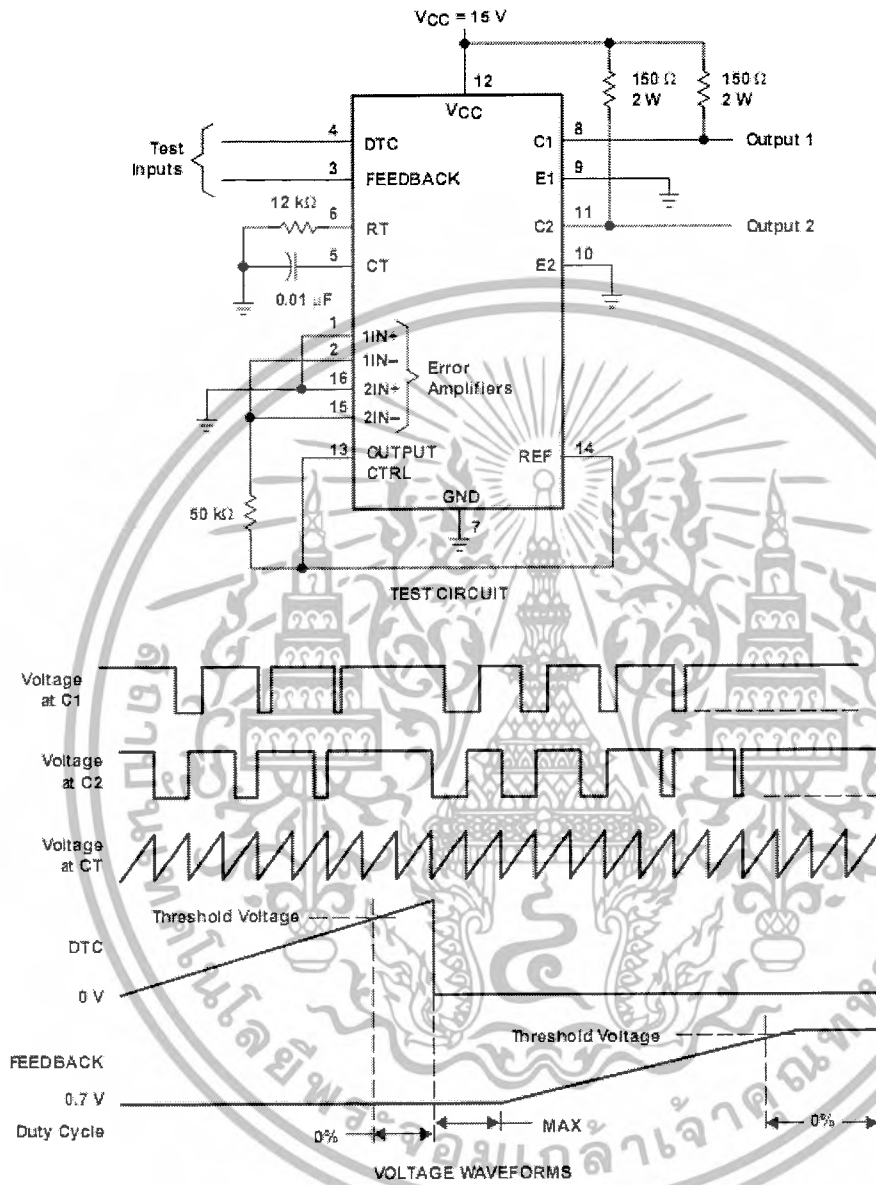 VCC = 15 V
12
150 Ω
2 W
150 Ω
2 W
VCC
Test
Inputs
4
DTC
C1
8
Output 1
3
FEEDBACK
E1
9
12 kΩ
6
RT
C2
11
Output 2
5
CT
E2
10
0.01 µF
1
1IN+
2
1IN−
16
2IN+
15
2IN−
Error
Amplifiers
13
OUTPUT
CTRL
REF
14
50 kΩ
GND
7
TEST CIRCUIT
Voltage
at C1
Voltage
at C2
Voltage
at CT
Threshold Voltage
DTC
0 V
Threshold Voltage
FEEDBACK
0.7 V
Duty Cycle
0%
MAX
0%
VOLTAGE WAVEFORMS